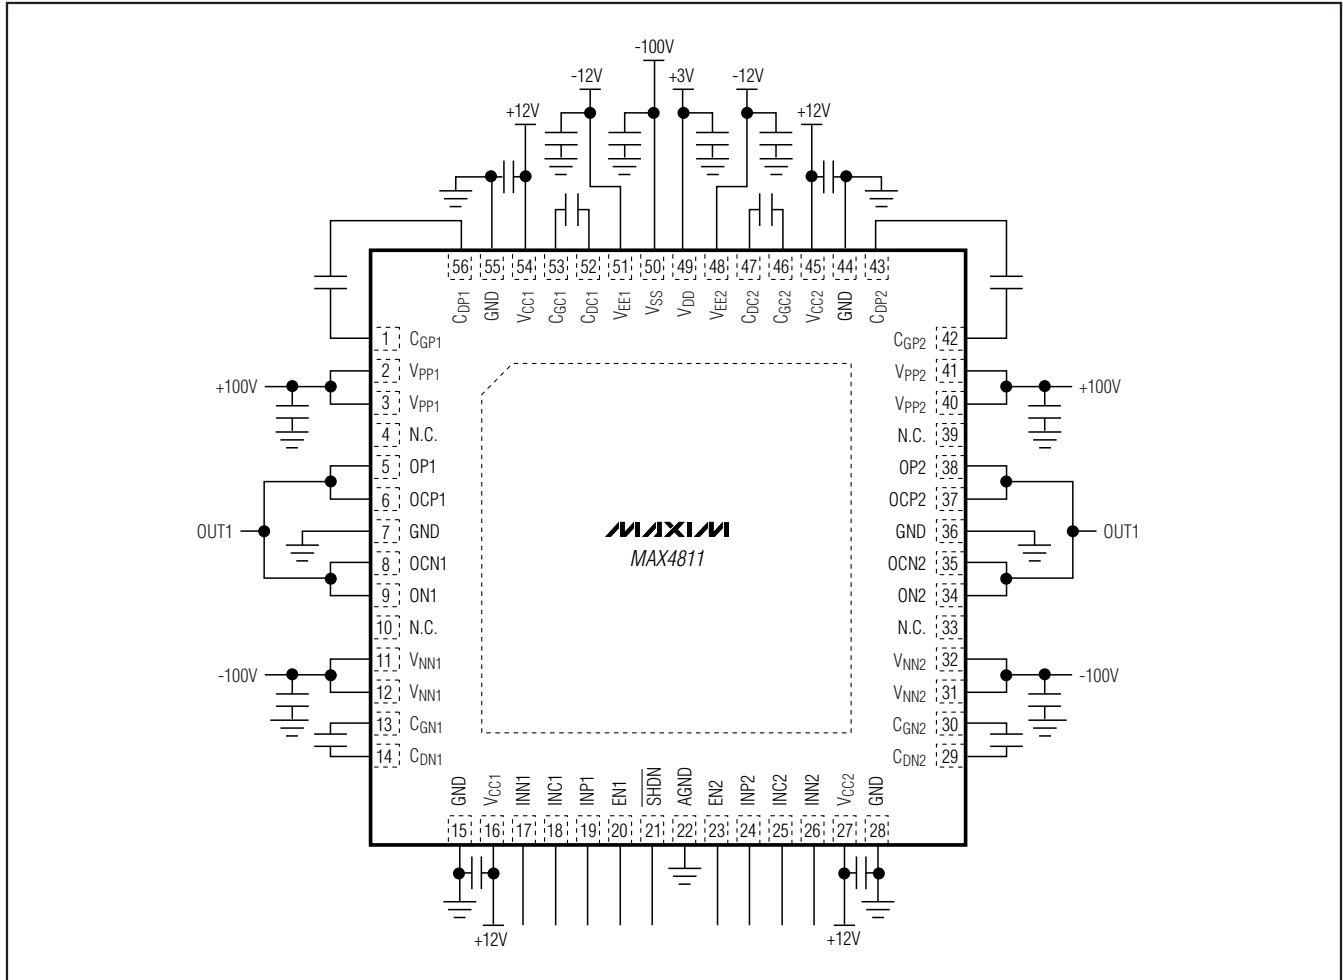 -100V
-12V
+3V
-12V
+12V
+12V
56
55
54
53
52
51
50
49
48
47
46
45
44
43
CDP1
GND
VCC1
CGC1
CDC1
VEE1
VSS
VDD
VEE2
CDC2
CGC2
VCC2
GND
CDP2
1 CGP1
CGP2 42
2 VPP1
VPP2 41
+100V
+100V
3 VPP1
VPP2 40
4 N.C.
N.C. 39
5 OP1
OP2 38
6 OCP1
OCP2 37
OUT1
7 GND
GND 36
OUT1
MAXIM
MAX4811
8 OCN1
OCN2 35
9 ON1
ON2 34
10 N.C.
N.C. 33
11 VNN1
VNN2 32
-100V
-100V
12 VNN1
VNN2 31
13 CGN1
CGN2 30
14 CDN1
CDN2 29
GND
VCC1
INN1
INC1
INP1
EN1
SHDN
AGND
EN2
INP2
INC2
INN2
VCC2
GND
15
16
17
18
19
20
21
22
23
24
25
26
27
28
+12V
+12V